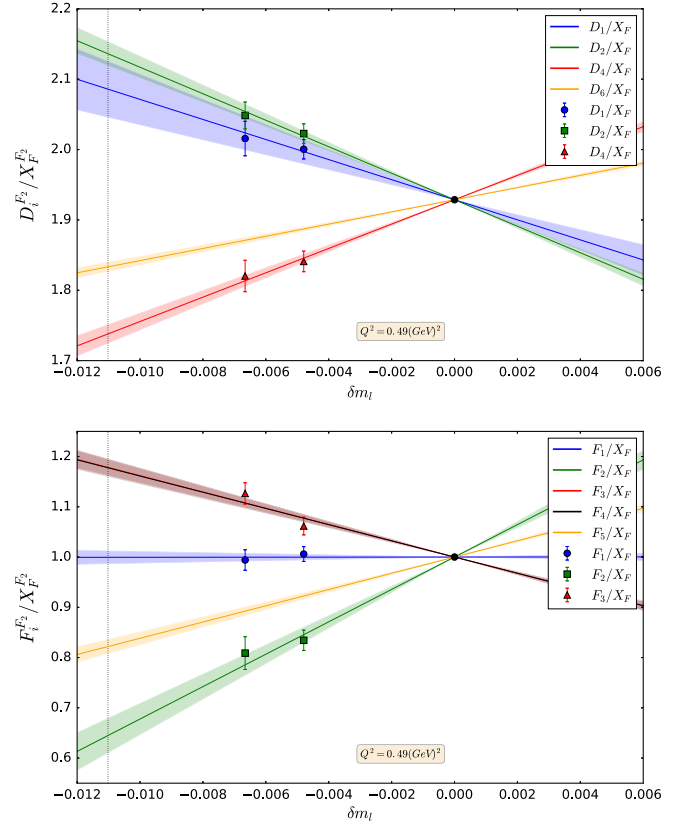 2.2
2.1
2.0
1.9
1.8
1.7
D_i^{F_2}/X_F^{F_2}
D_1/X_F
D_2/X_F
D_4/X_F
D_6/X_F
D_1/X_F
D_2/X_F
D_4/X_F
Q^2 = 0.49(GeV)^2
−0.012 −0.010 −0.008 −0.006 −0.004 −0.002 0.000 0.002 0.004 0.006
δm_l
1.2
1.1
1.0
0.9
0.8
0.7
0.6
F_i^{F_2}/X_F^{F_2}
F_1/X_F
F_2/X_F
F_3/X_F
F_4/X_F
F_5/X_F
F_1/X_F
F_2/X_F
F_3/X_F
Q^2 = 0.49(GeV)^2
−0.012 −0.010 −0.008 −0.006 −0.004 −0.002 0.000 0.002 0.004 0.006
δm_l